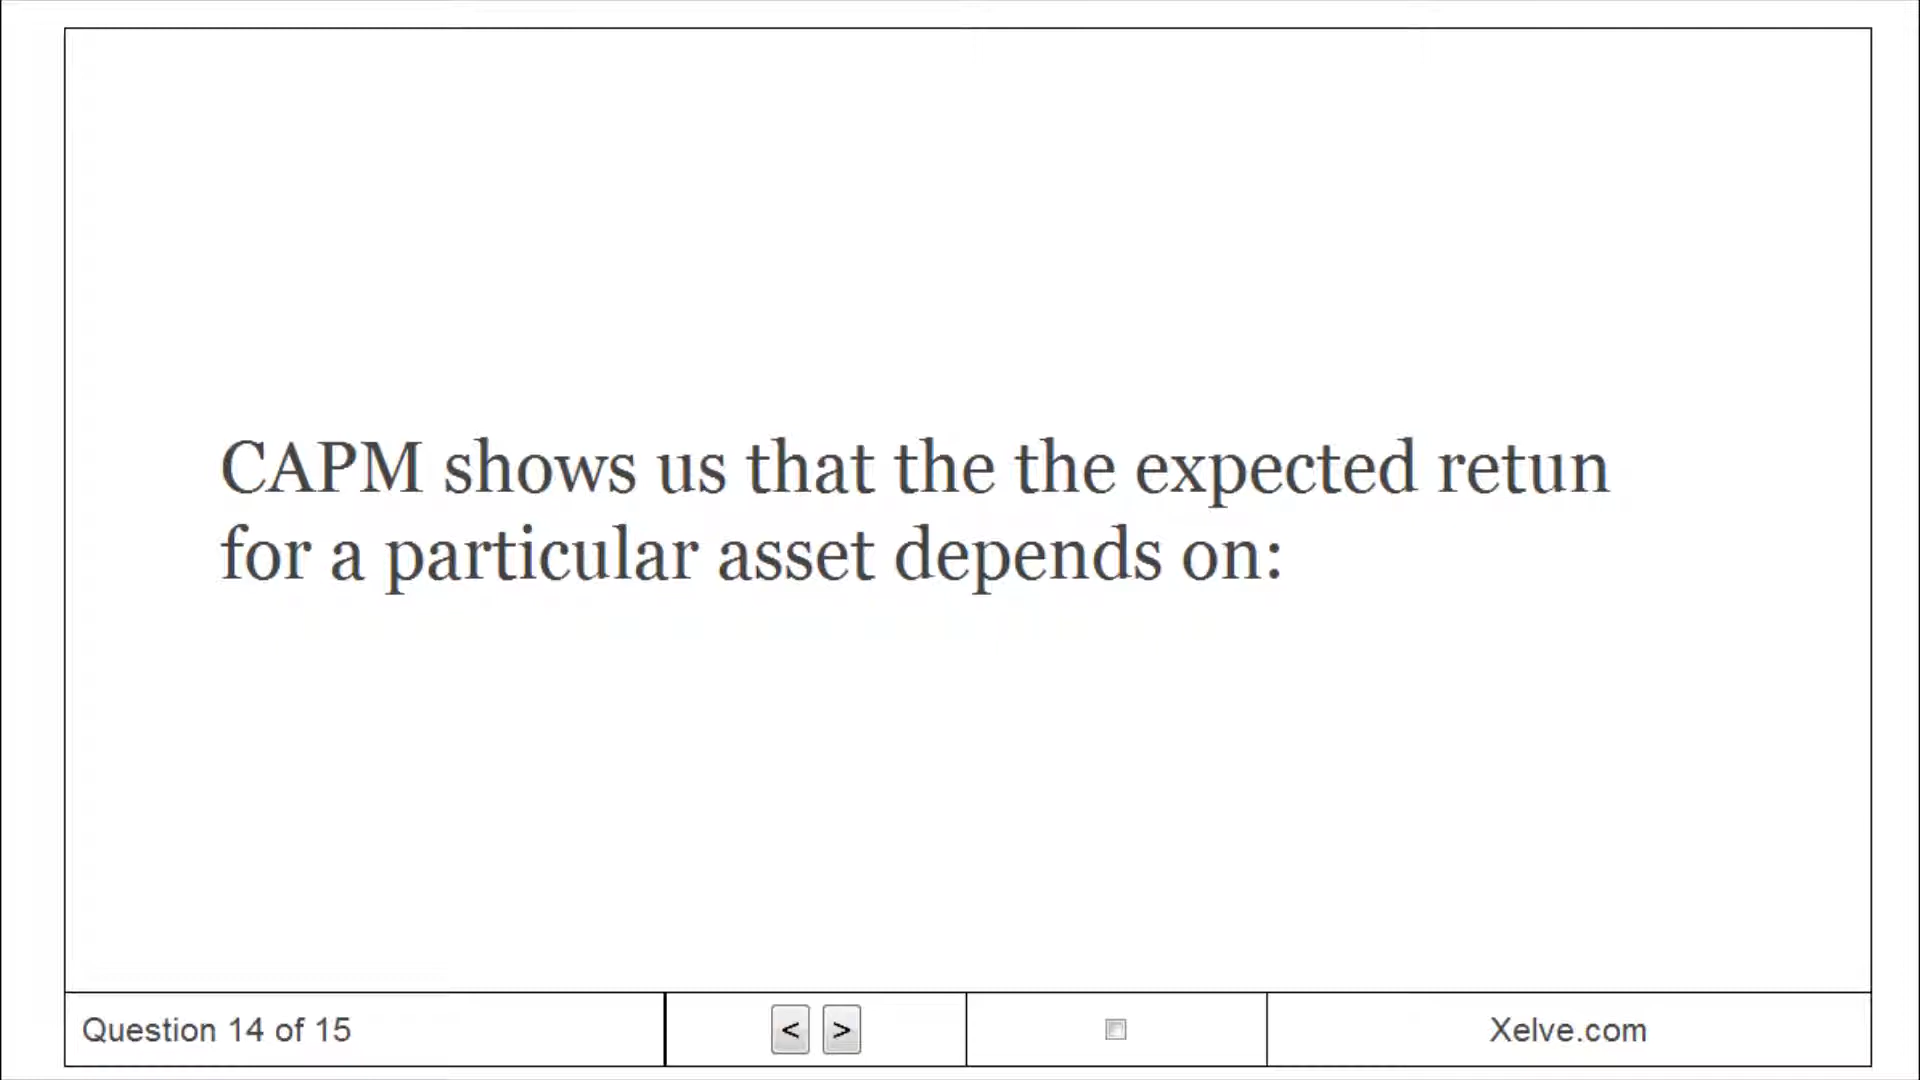 CAPM shows us that the the expected retun
for a particular asset depends on:
Question 14 of 15
< >
Xelve.com